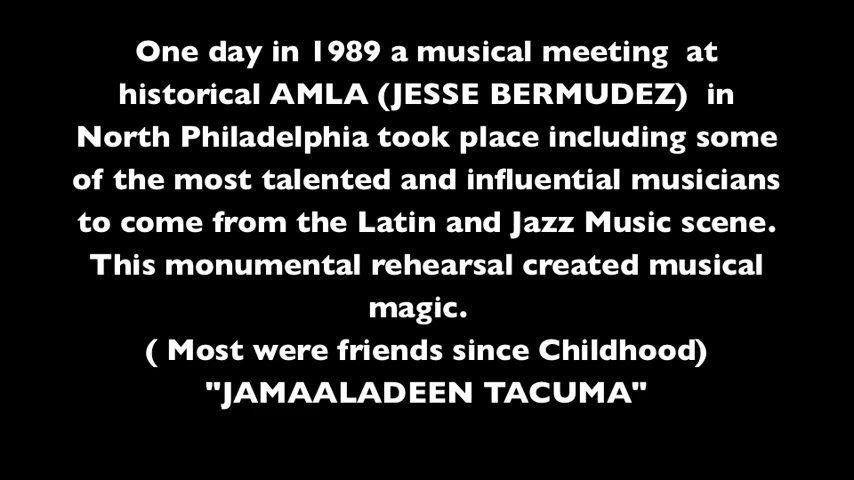 One day in 1989 a musical meeting at
historical AMLA (JESSE BERMUDEZ) in
North Philadelphia took place including some
of the most talented and influential musicians
to come from the Latin and Jazz Music scene.
This monumental rehearsal created musical
magic.
( Most were friends since Childhood)
"JAMAALADEEN TACUMA"